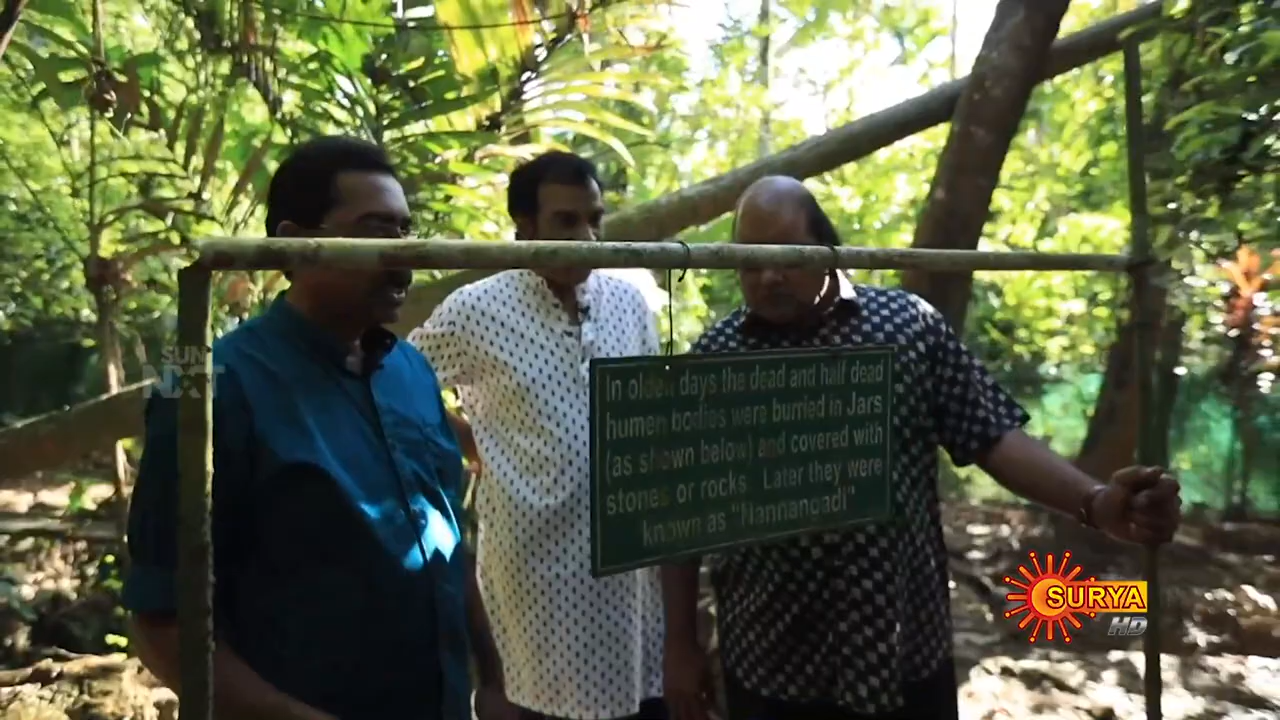 In olden days the dead and half dead
humen bodies were burried in Jars
(as shown below) and covered with
stones or rocks. Later they were
known as "Nannangadi"
SUN
NXT
SURYA
HD